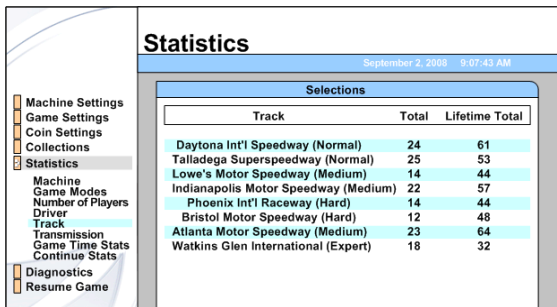 Statistics
September 2, 2008 9:07:43 AM
Machine Settings
Game Settings
Coin Settings
Collections
Statistics
Machine
Game Modes
Number of Players
Driver
Track
Transmission
Game Time Stats
Continue Stats
Diagnostics
Resume Game
Selections
Track Total Lifetime Total
Daytona Int'l Speedway (Normal) 24 61
Talladega Superspeedway (Normal) 25 53
Lowe's Motor Speedway (Medium) 14 44
Indianapolis Motor Speedway (Medium) 22 57
Phoenix Int'l Raceway (Hard) 14 44
Bristol Motor Speedway (Hard) 12 48
Atlanta Motor Speedway (Medium) 23 64
Watkins Glen International (Expert) 18 32